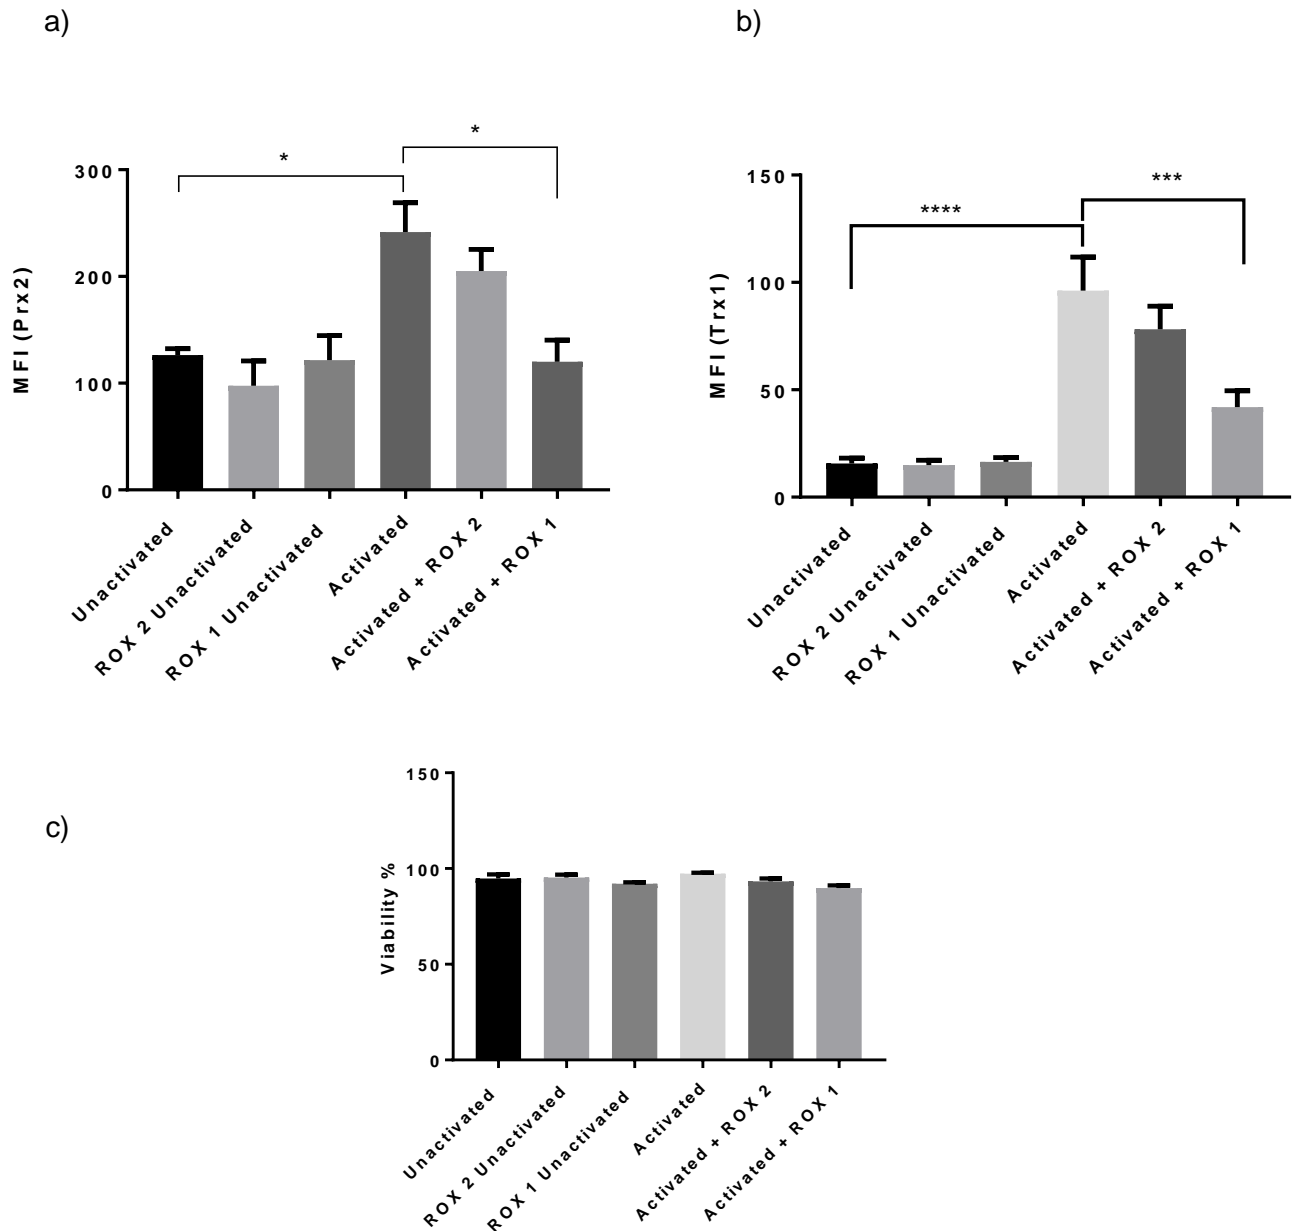 a)
b)
*
*
300
200
100
0
MFI (Prx2)
Unactivated
ROX 2 Unactivated
ROX 1 Unactivated
Activated
Activated + ROX 2
Activated + ROX 1
****
***
150
100
50
0
MFI (Trx1)
Unactivated
ROX 2 Unactivated
ROX 1 Unactivated
Activated
Activated + ROX 2
Activated + ROX 1
c)
150
100
50
0
Viability %
Unactivated
ROX 2 Unactivated
ROX 1 Unactivated
Activated
Activated + ROX 2
Activated + ROX 1